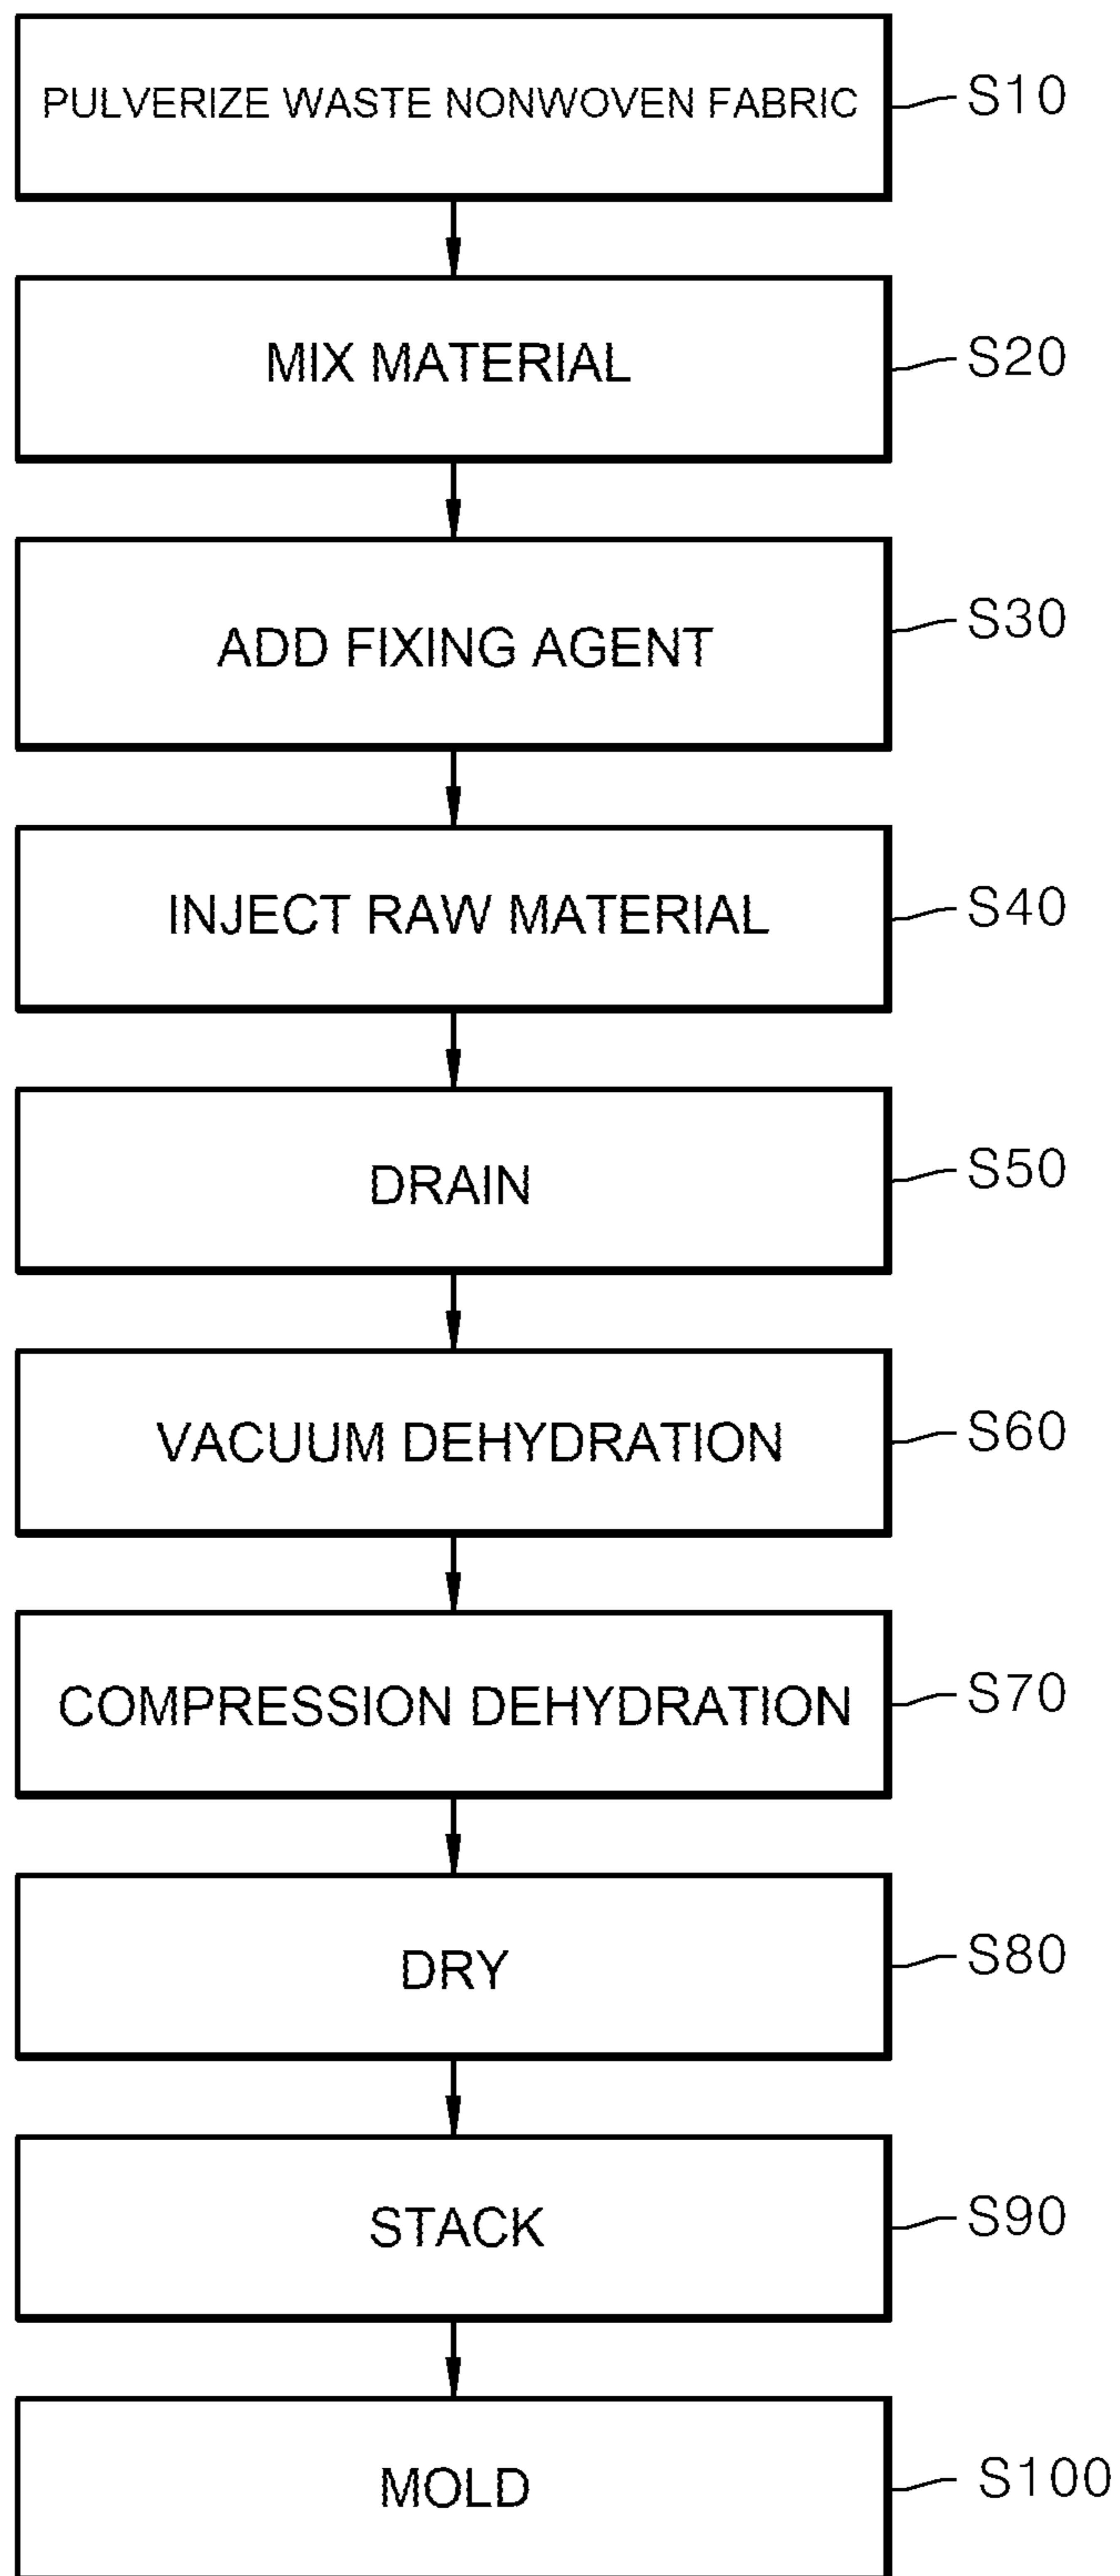 PULVERIZE WASTE NONWOVEN FABRIC S10
MIX MATERIAL S20
ADD FIXING AGENT S30
INJECT RAW MATERIAL S40
DRAIN S50
VACUUM DEHYDRATION S60
COMPRESSION DEHYDRATION S70
DRY S80
STACK S90
MOLD S100